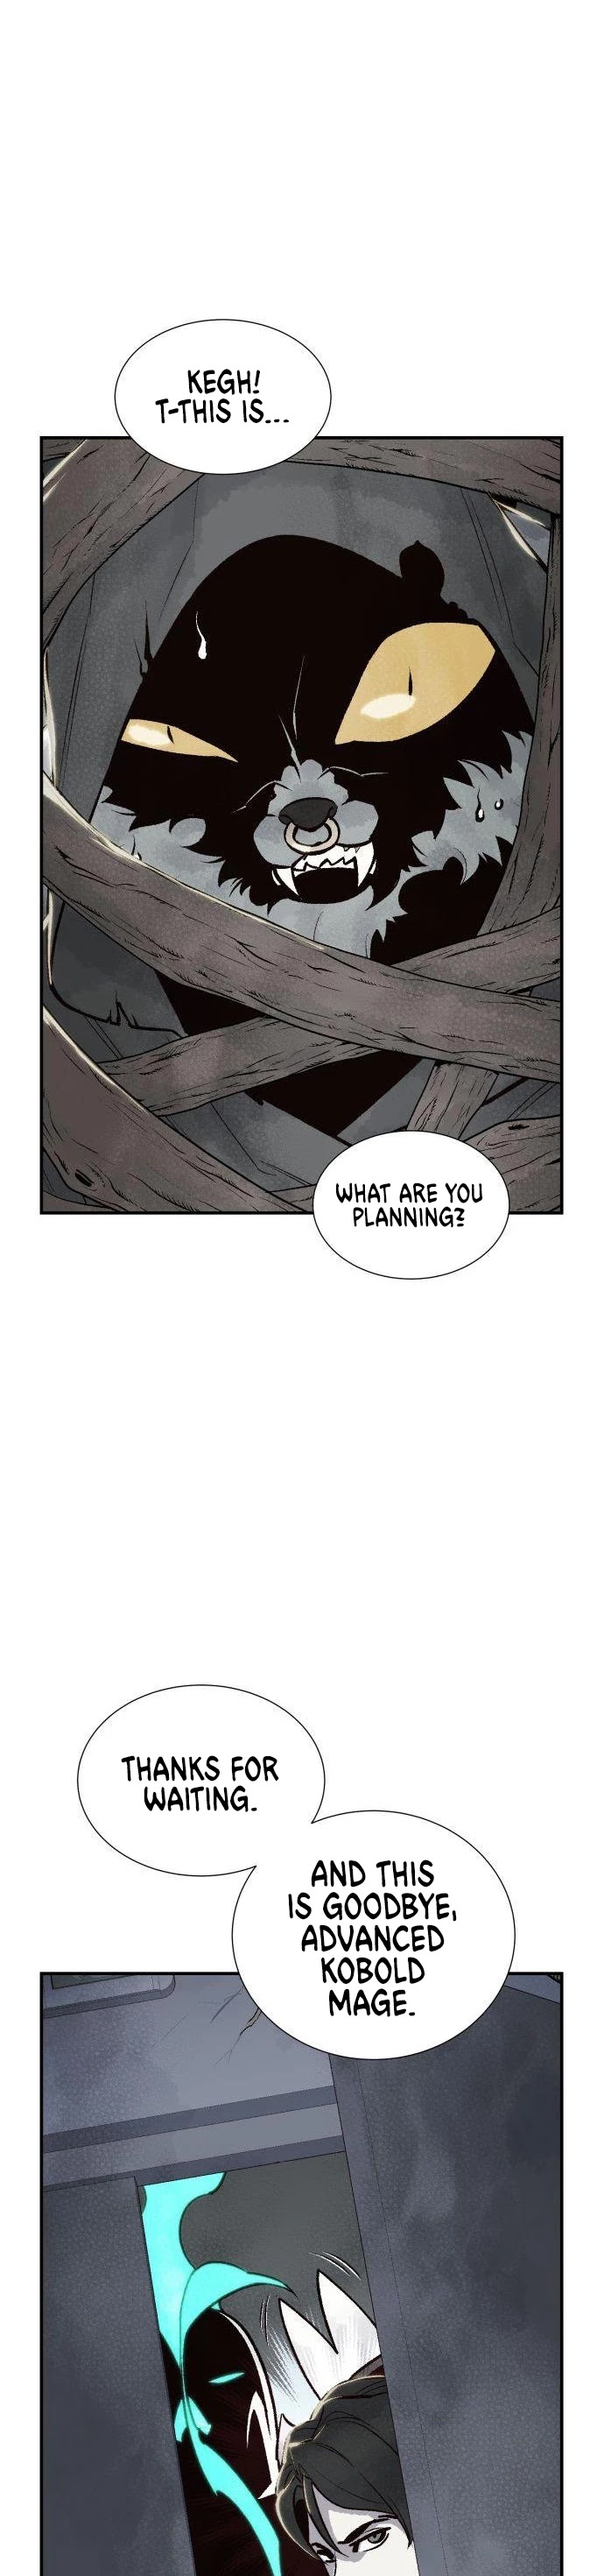 KEGH!
T-THIS IS...
WHAT ARE YOU
PLANNING?
THANKS FOR
WAITING.
AND THIS
IS GOODBYE,
ADVANCED
KOBOLD
MAGE.